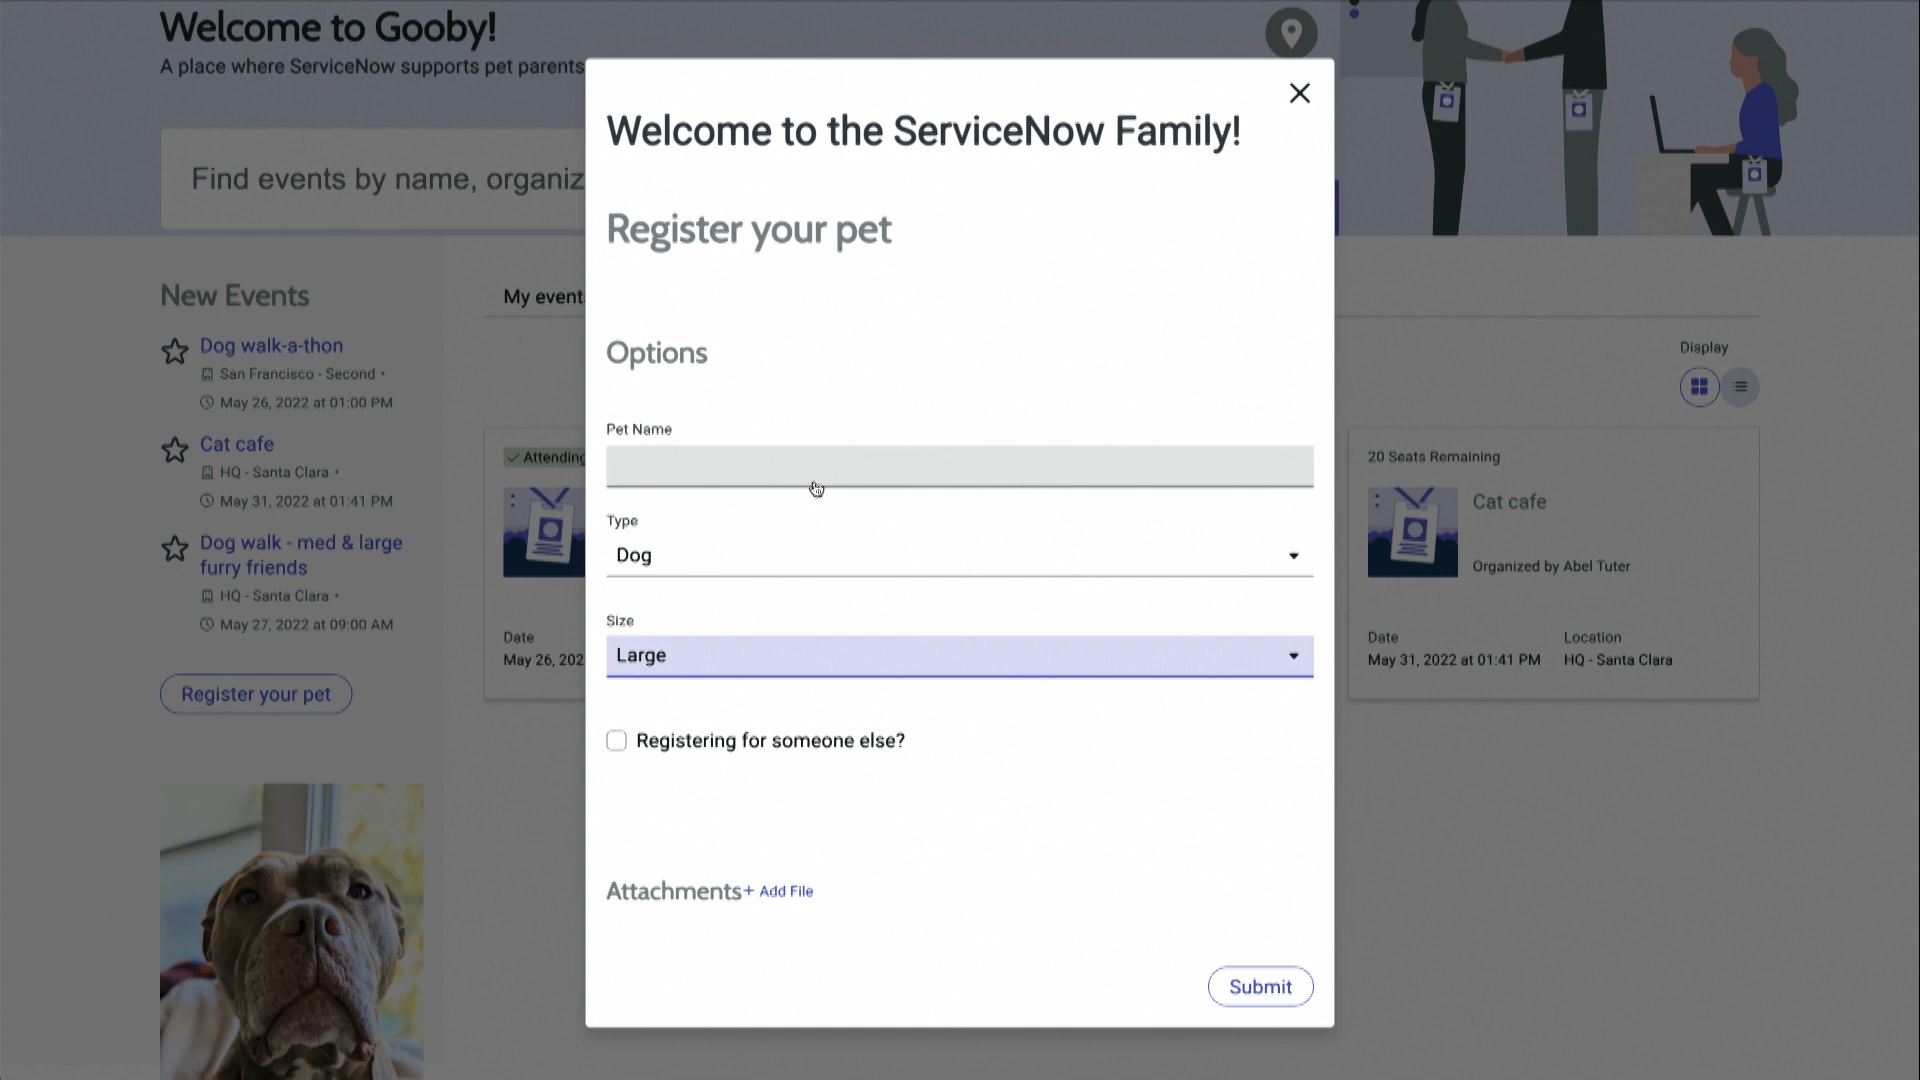 Welcome to Gooby!
A place where ServiceNow supports pet parents
Find events by name, organiz
New Events
Dog walk-a-thon
San Francisco - Second •
May 26, 2022 at 01:00 PM
Cat cafe
HQ - Santa Clara •
May 31, 2022 at 01:41 PM
Dog walk - med & large
furry friends
HQ - Santa Clara •
May 27, 2022 at 09:00 AM
Register your pet
My event
Attending
Date
May 26, 202
Welcome to the ServiceNow Family!
Register your pet
Options
Pet Name
Type
Dog
Size
Large
Registering for someone else?
Attachments + Add File
Submit
Display
20 Seats Remaining
Cat cafe
Organized by Abel Tuter
Date Location
May 31, 2022 at 01:41 PM HQ - Santa Clara